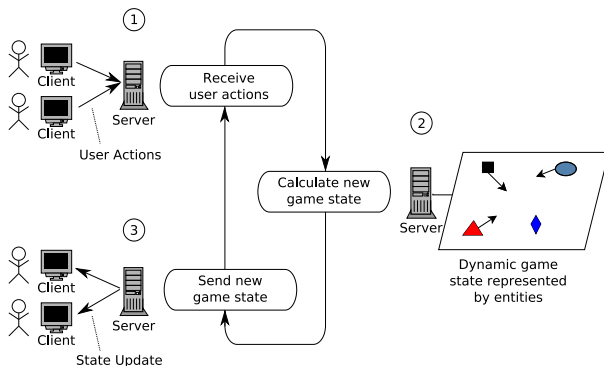 1
Client
Client
Server
User Actions
Receive
user actions
Calculate new
game state
2
Server
Dynamic game
state represented
by entities
3
Client
Client
Server
State Update
Send new
game state